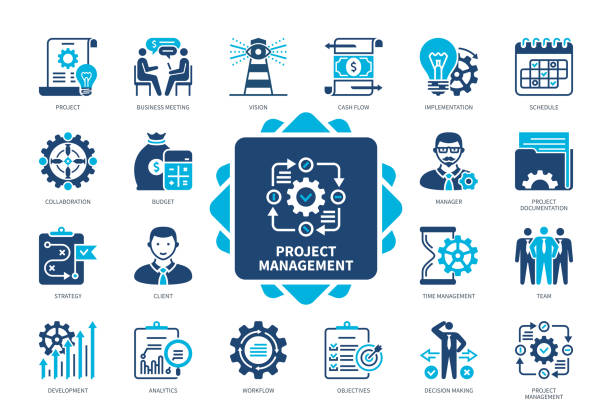 PROJECT
BUSINESS MEETING
VISION
CASH FLOW
IMPLEMENTATION
SCHEDULE
COLLABORATION
BUDGET
MANAGER
PROJECT
DOCUMENTATION
PROJECT
MANAGEMENT
STRATEGY
CLIENT
TIME MANAGEMENT
TEAM
DEVELOPMENT
ANALYTICS
WORKFLOW
OBJECTIVES
DECISION MAKING
PROJECT
MANAGEMENT